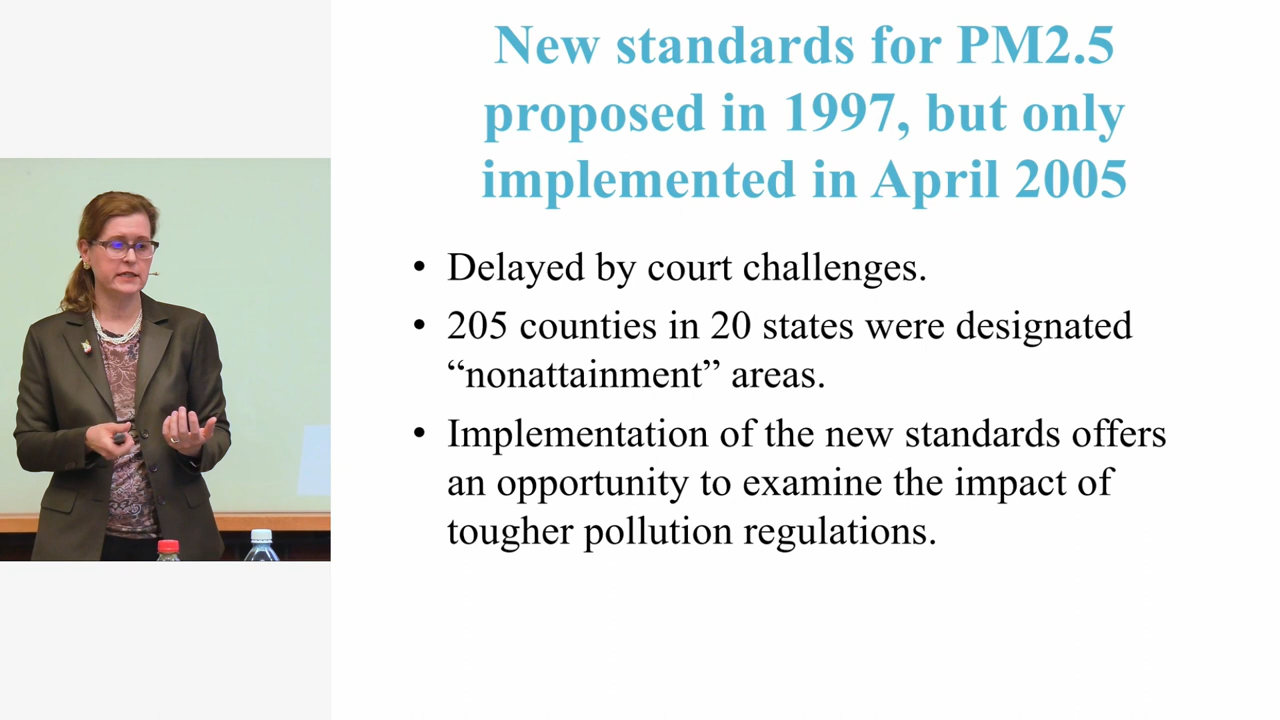 New standards for PM2.5
proposed in 1997, but only
implemented in April 2005
• Delayed by court challenges.
• 205 counties in 20 states were designated
“nonattainment” areas.
• Implementation of the new standards offers
an opportunity to examine the impact of
tougher pollution regulations.